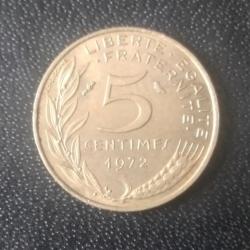 LIBERTE · EGALITE
· FRATERNITE ·
5
CENTIMES
1972